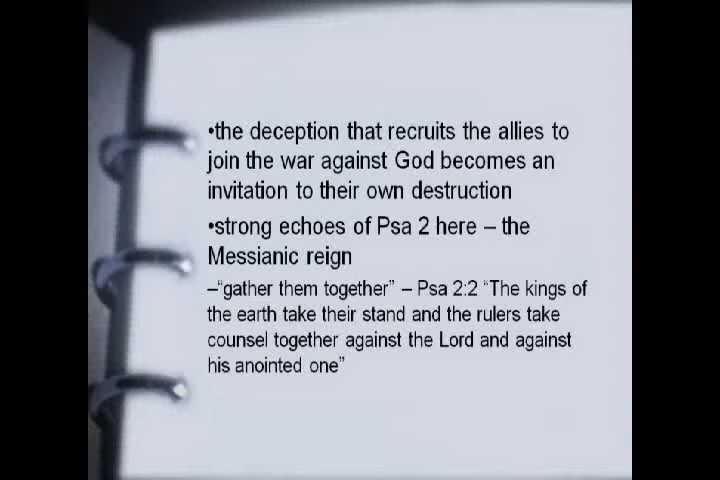 •the deception that recruits the allies to
join the war against God becomes an
invitation to their own destruction
•strong echoes of Psa 2 here – the
Messianic reign
–“gather them together” – Psa 2:2 “The kings of
the earth take their stand and the rulers take
counsel together against the Lord and against
his anointed one”